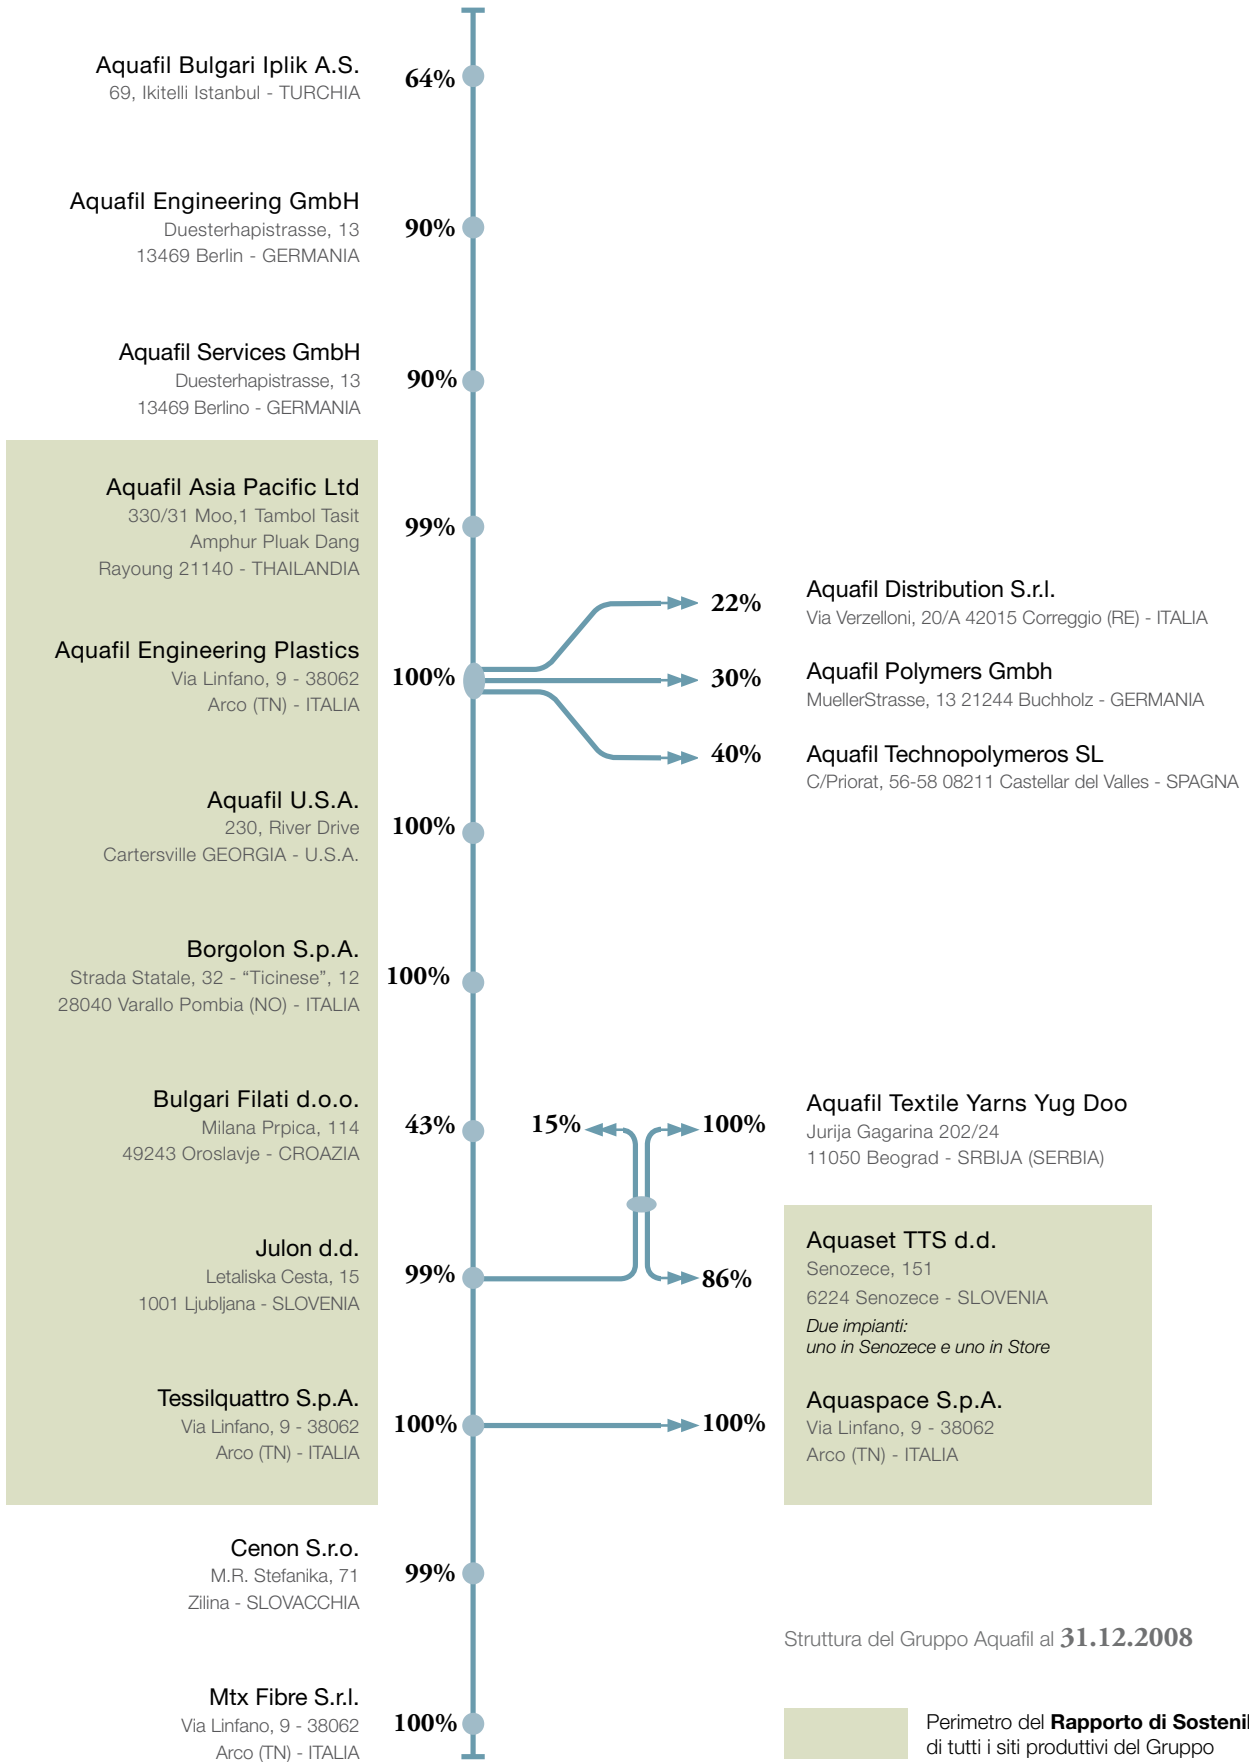 Aquafil Bulgari Iplik A.S.
69, Ikitelli Istanbul - TURCHIA
64%
Aquafil Engineering GmbH
Duesterhapistrasse, 13
13469 Berlin - GERMANIA
90%
Aquafil Services GmbH
Duesterhapistrasse, 13
13469 Berlino - GERMANIA
90%
Aquafil Asia Pacific Ltd
330/31 Moo,1 Tambol Tasit
Amphur Pluak Dang
Rayoung 21140 - THAILANDIA
99%
Aquafil Engineering Plastics
Via Linfano, 9 - 38062
Arco (TN) - ITALIA
100%
22%
Aquafil Distribution S.r.l.
Via Verzelloni, 20/A 42015 Correggio (RE) - ITALIA
30%
Aquafil Polymers Gmbh
MuellerStrasse, 13 21244 Buchholz - GERMANIA
40%
Aquafil Technopolymeros SL
C/Priorat, 56-58 08211 Castellar del Valles - SPAGNA
Aquafil U.S.A.
230, River Drive
Cartersville GEORGIA - U.S.A.
100%
Borgolon S.p.A.
Strada Statale, 32 - “Ticinese”, 12
28040 Varallo Pombia (NO) - ITALIA
100%
Bulgari Filati d.o.o.
Milana Prpica, 114
49243 Oroslavje - CROAZIA
43%
15%
100%
Aquafil Textile Yarns Yug Doo
Jurija Gagarina 202/24
11050 Beograd - SRBIJA (SERBIA)
Julon d.d.
Letaliska Cesta, 15
1001 Ljubljana - SLOVENIA
99%
86%
Aquaset TTS d.d.
Senozece, 151
6224 Senozece - SLOVENIA
Due impianti:
uno in Senozece e uno in Store
Tessilquattro S.p.A.
Via Linfano, 9 - 38062
Arco (TN) - ITALIA
100%
100%
Aquaspace S.p.A.
Via Linfano, 9 - 38062
Arco (TN) - ITALIA
Cenon S.r.o.
M.R. Stefanika, 71
Zilina - SLOVACCHIA
99%
Struttura del Gruppo Aquafil al 31.12.2008
Mtx Fibre S.r.l.
Via Linfano, 9 - 38062
Arco (TN) - ITALIA
100%
Perimetro del Rapporto di
di tutti i siti produttivi del Gruppo